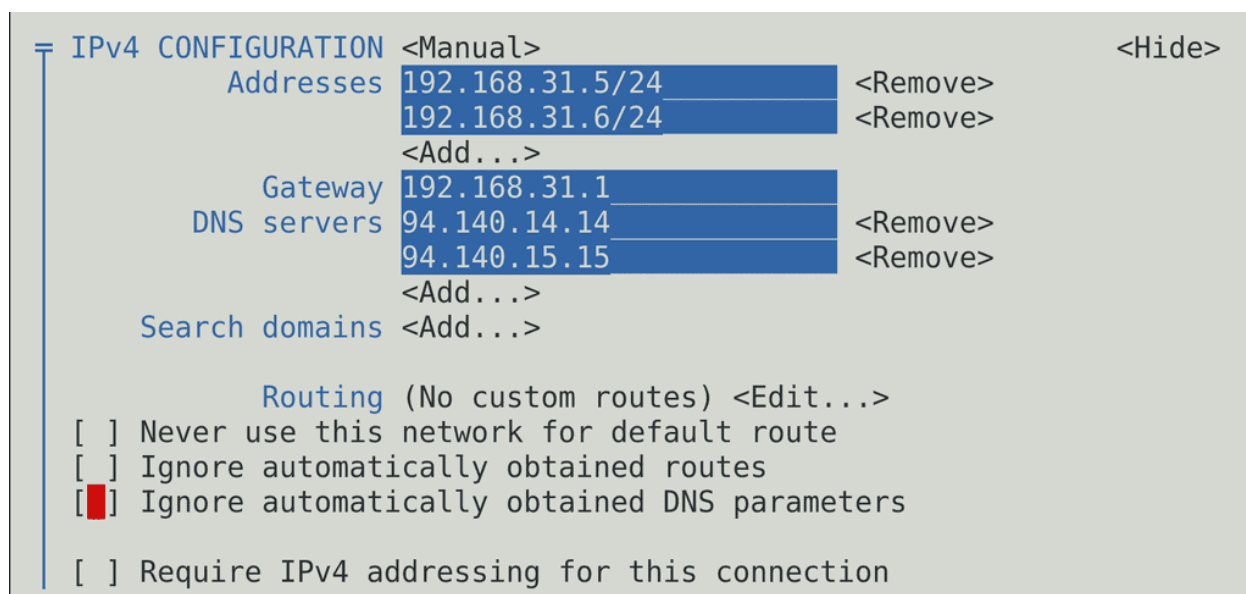 IPv4 CONFIGURATION <Manual> <Hide>
Addresses 192.168.31.5/24 <Remove>
192.168.31.6/24 <Remove>
<Add...>
Gateway 192.168.31.1
DNS servers 94.140.14.14 <Remove>
94.140.15.15 <Remove>
<Add...>
Search domains <Add...>
Routing (No custom routes) <Edit...>
[ ] Never use this network for default route
[ ] Ignore automatically obtained routes
[ ] Ignore automatically obtained DNS parameters
[ ] Require IPv4 addressing for this connection